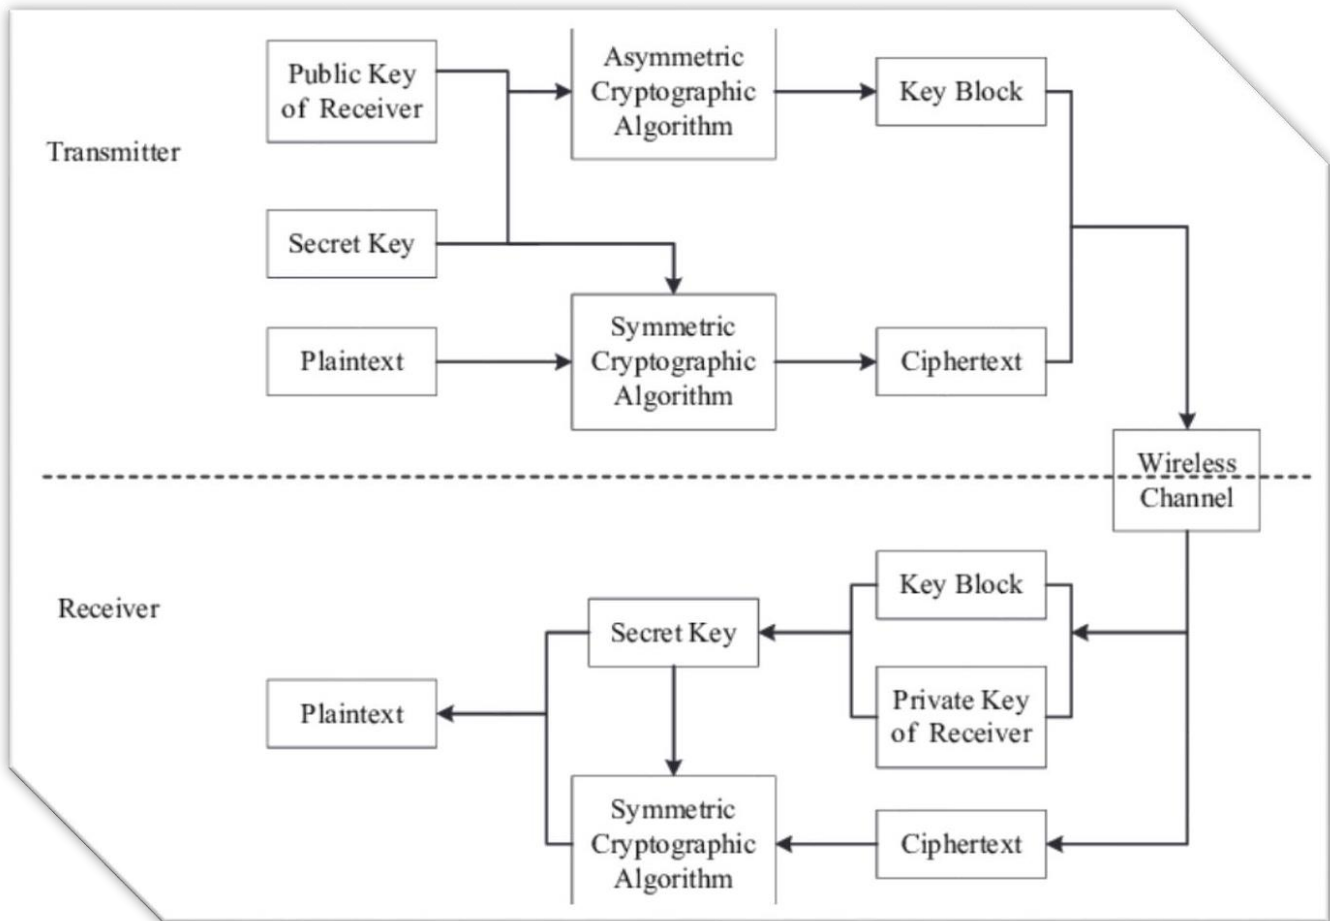 Public Key
of Receiver
Asymmetric
Cryptographic
Algorithm
Key Block
Transmitter
Secret Key
Plaintext
Symmetric
Cryptographic
Algorithm
Ciphertext
Wireless
Channel
Receiver
Key Block
Secret Key
Private Key
of Receiver
Plaintext
Symmetric
Cryptographic
Algorithm
Ciphertext